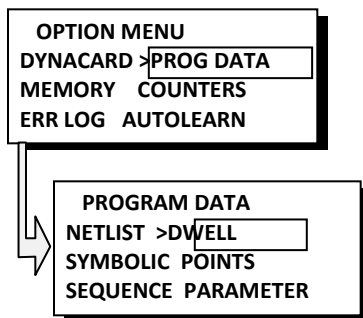 OPTION MENU
DYNACARD >PROG DATA
MEMORY COUNTERS
ERR LOG AUTOLEARN
PROGRAM DATA
NETLIST >DWELL
SYMBOLIC POINTS
SEQUENCE PARAMETER